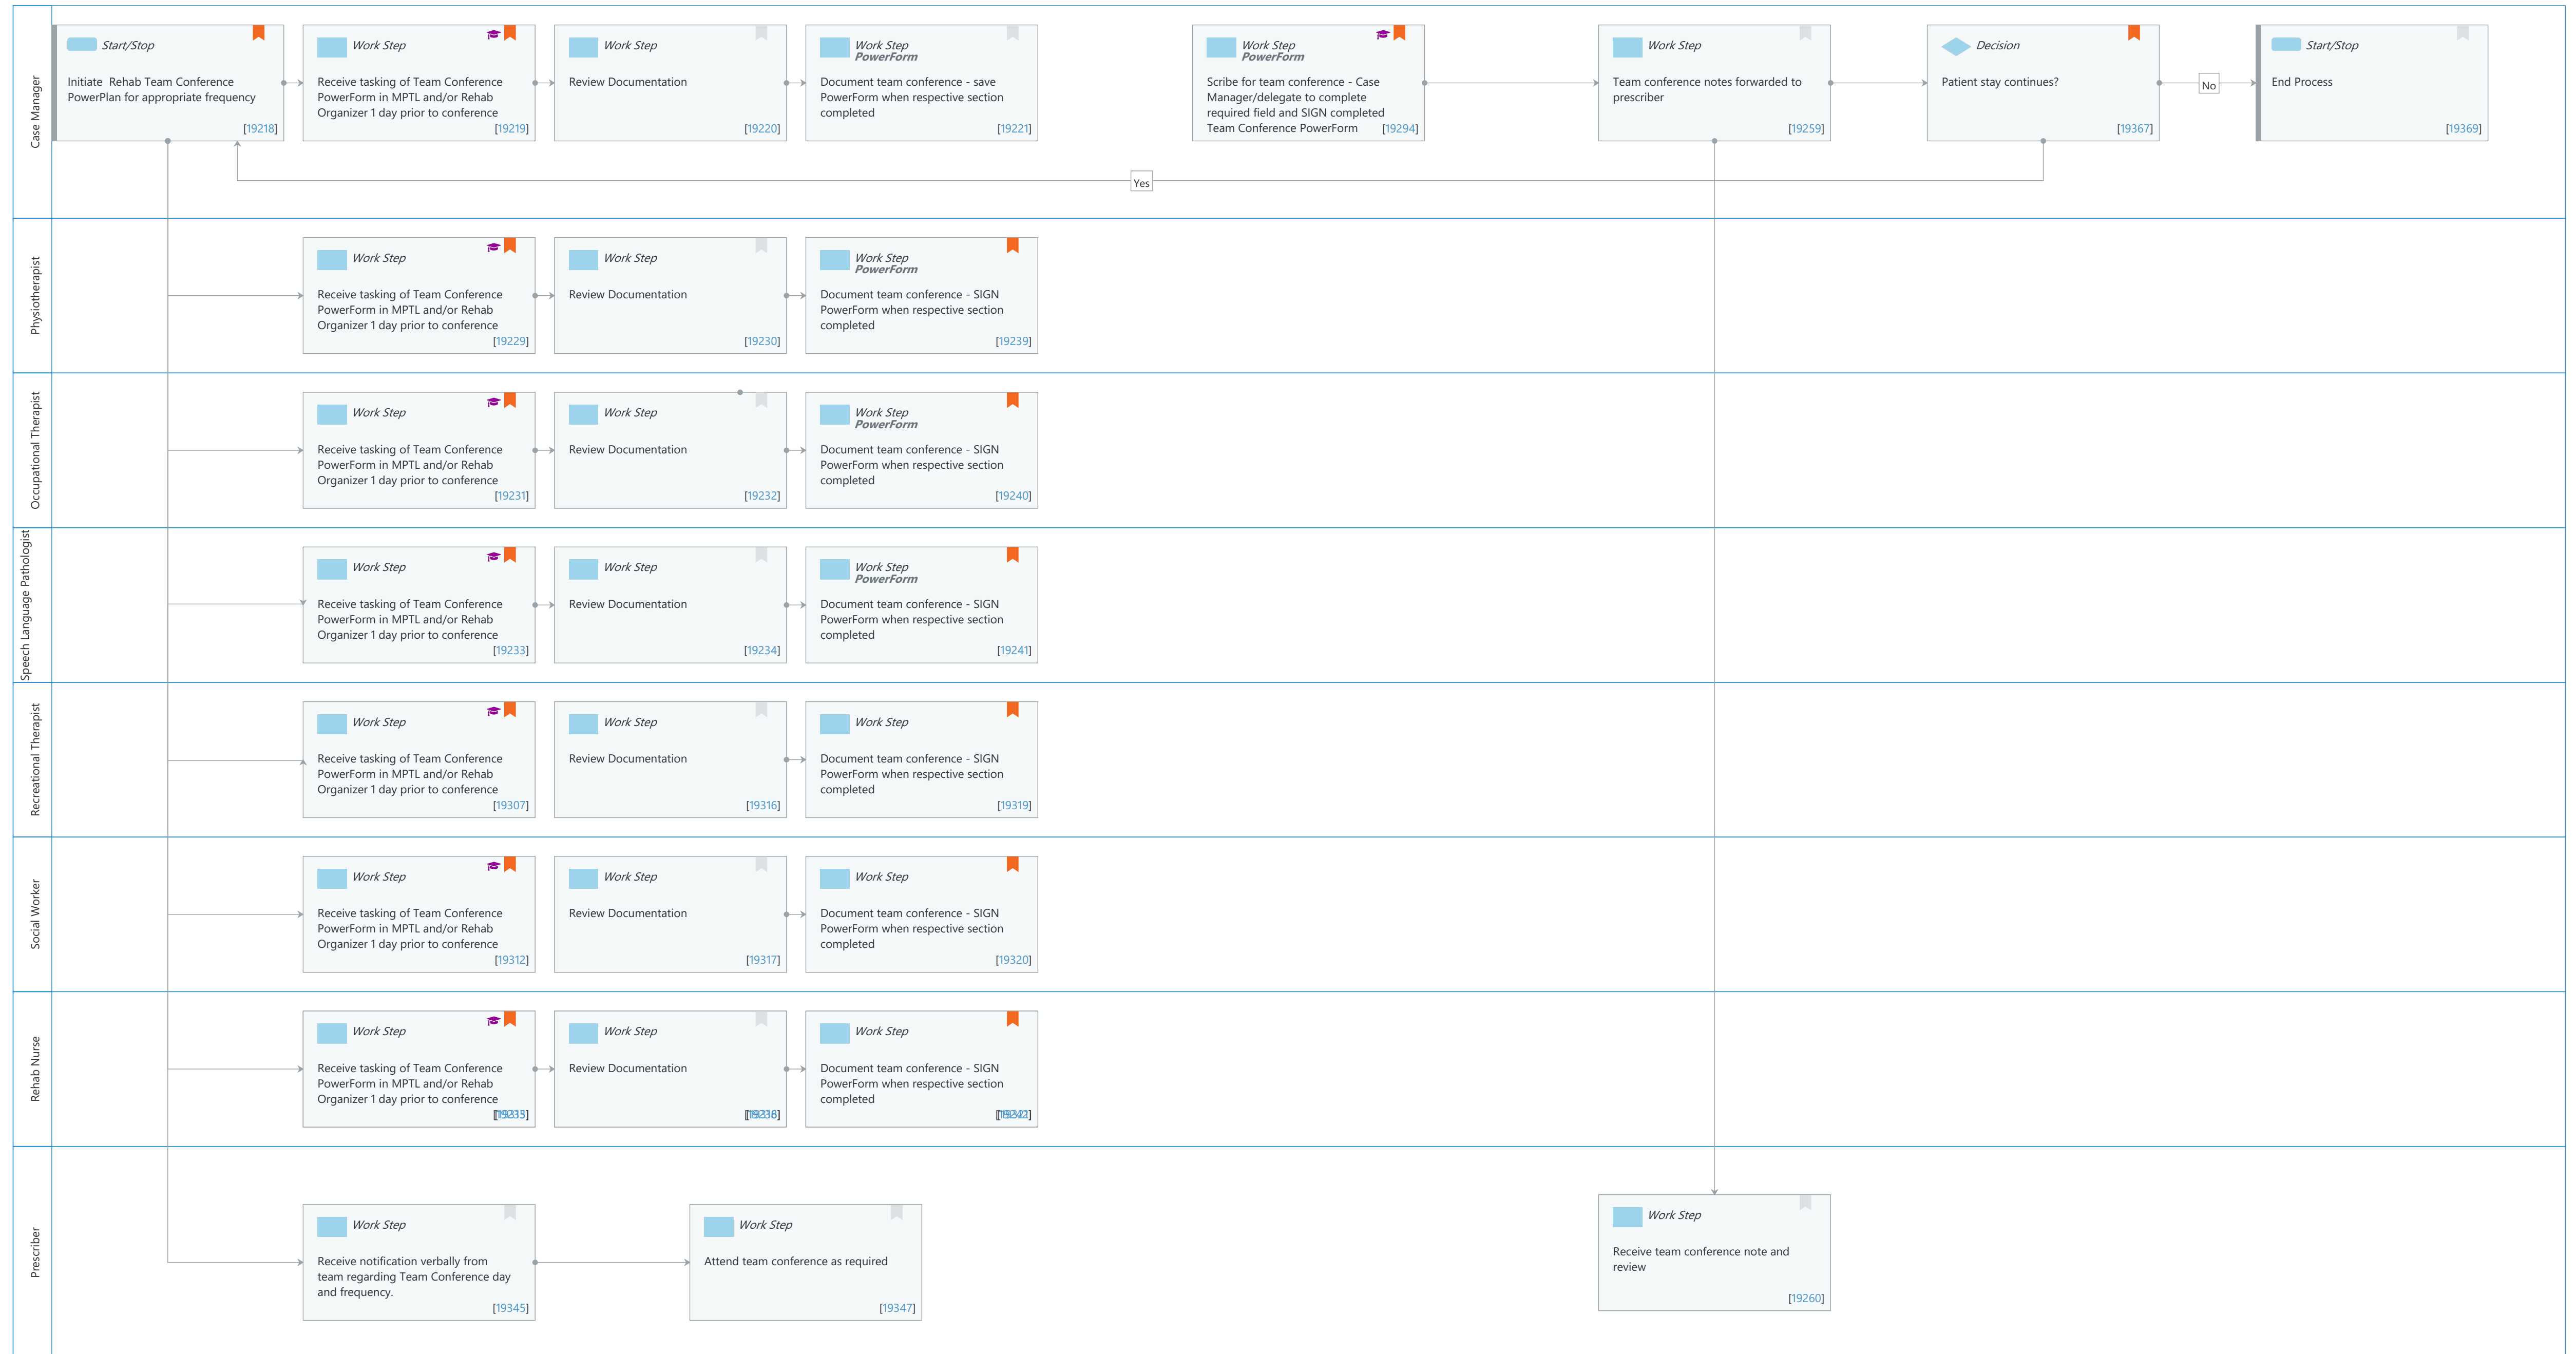 Case Manager
Start/Stop
Initiate  Rehab Team Conference
PowerPlan for appropriate frequency
[19218]
Work Step
Receive tasking of Team Conference
PowerForm in MPTL and/or Rehab
Organizer 1 day prior to conference
[19219]
Work Step
Review Documentation
[19220]
Work Step
PowerForm
Document team conference - save
PowerForm when respective section
completed
[19221]
Work Step
PowerForm
Scribe for team conference - Case
Manager/delegate to complete
required field and SIGN completed
Team Conference PowerForm
[19294]
Work Step
Team conference notes forwarded to
prescriber
[19259]
Decision
Patient stay continues?
[19367]
No
Start/Stop
End Process
[19369]
Yes
Physiotherapist
Work Step
Receive tasking of Team Conference
PowerForm in MPTL and/or Rehab
Organizer 1 day prior to conference
[19229]
Work Step
Review Documentation
[19230]
Work Step
PowerForm
Document team conference - SIGN
PowerForm when respective section
completed
[19239]
Occupational Therapist
Work Step
Receive tasking of Team Conference
PowerForm in MPTL and/or Rehab
Organizer 1 day prior to conference
[19231]
Work Step
Review Documentation
[19232]
Work Step
PowerForm
Document team conference - SIGN
PowerForm when respective section
completed
[19240]
Speech Language Pathologist
Work Step
Receive tasking of Team Conference
PowerForm in MPTL and/or Rehab
Organizer 1 day prior to conference
[19233]
Work Step
Review Documentation
[19234]
Work Step
PowerForm
Document team conference - SIGN
PowerForm when respective section
completed
[19241]
Recreational Therapist
Work Step
Receive tasking of Team Conference
PowerForm in MPTL and/or Rehab
Organizer 1 day prior to conference
[19307]
Work Step
Review Documentation
[19316]
Work Step
Document team conference - SIGN
PowerForm when respective section
completed
[19319]
Social Worker
Work Step
Receive tasking of Team Conference
PowerForm in MPTL and/or Rehab
Organizer 1 day prior to conference
[19312]
Work Step
Review Documentation
[19317]
Work Step
Document team conference - SIGN
PowerForm when respective section
completed
[19320]
Rehab Nurse
Work Step
Receive tasking of Team Conference
PowerForm in MPTL and/or Rehab
Organizer 1 day prior to conference
Work Step
Review Documentation
Work Step
Document team conference - SIGN
PowerForm when respective section
completed
Prescriber
Work Step
Receive notification verbally from
team regarding Team Conference day
and frequency.
[19345]
Work Step
Attend team conference as required
[19347]
Work Step
Receive team conference note and
review
[19260]